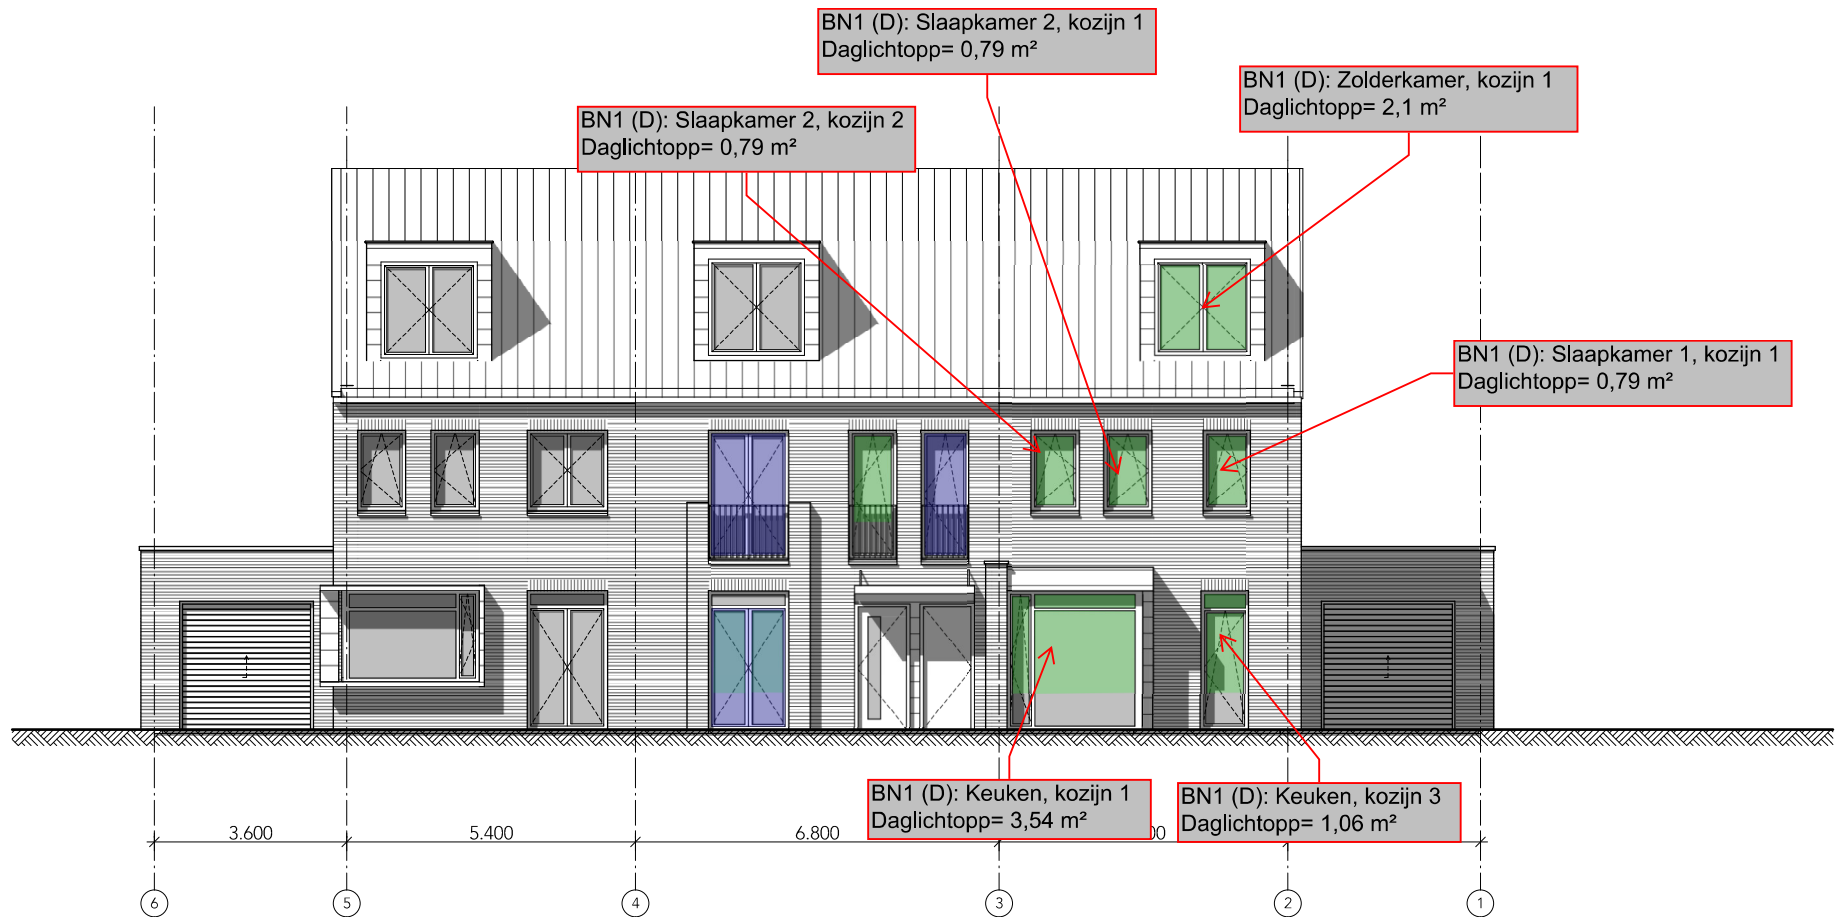 BN1 (D): Slaapkamer 2, kozijn 1
Daglichtopp= 0,79 m²
BN1 (D): Zolderkamer, kozijn 1
Daglichtopp= 2,1 m²
BN1 (D): Slaapkamer 2, kozijn 2
Daglichtopp= 0,79 m²
BN1 (D): Slaapkamer 1, kozijn 1
Daglichtopp= 0,79 m²
BN1 (D): Keuken, kozijn 1
Daglichtopp= 3,54 m²
BN1 (D): Keuken, kozijn 3
Daglichtopp= 1,06 m²
3.600 5.400 6.800 00
6 5 4 3 2 1